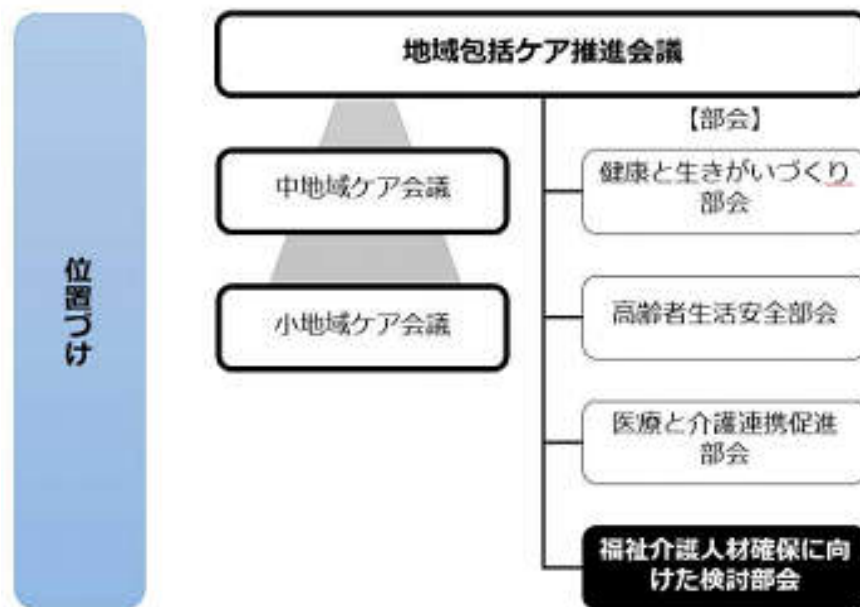 位置づけ
地域包括ケア推進会議
中地域ケア会議
小地域ケア会議
【部会】
健康と生きがいづくり
部会
高齢者生活安全部会
医療と介護連携促進
部会
福祉介護人材確保に向
けた検討部会